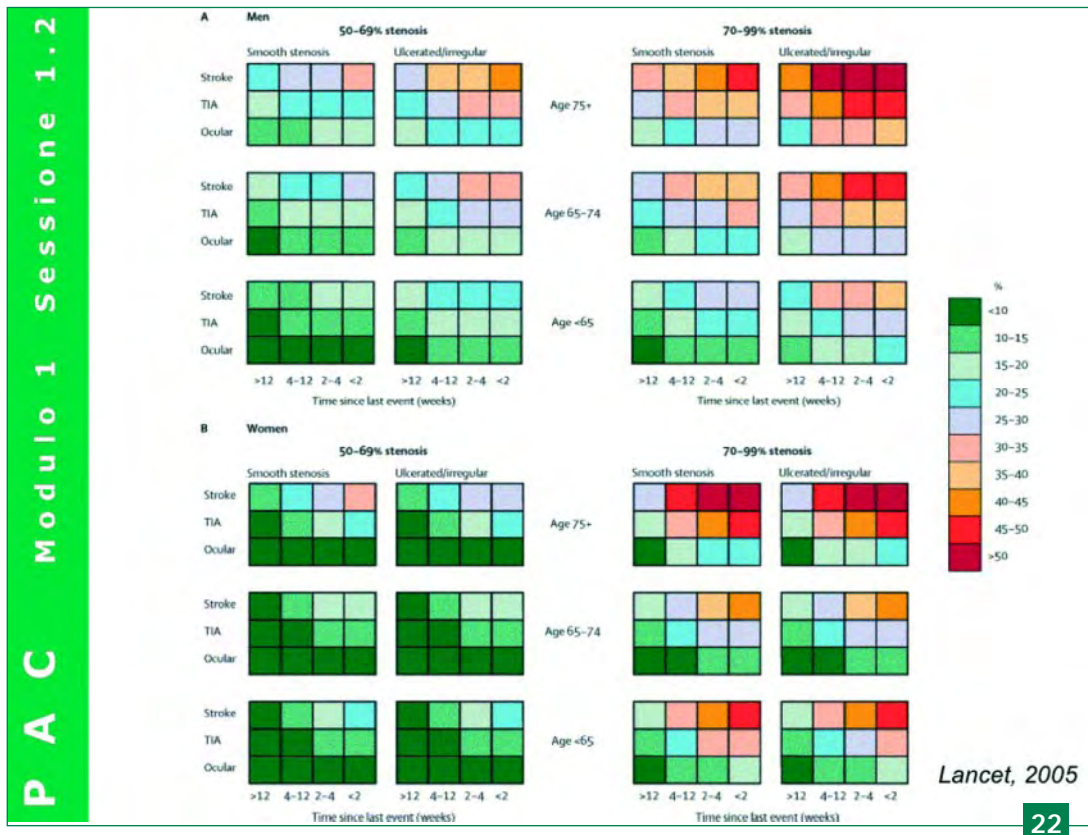 PAC Modulo 1 Sessione 1.2
A Men
50–69% stenosis
70–99% stenosis
Smooth stenosis
Ulcerated/irregular
Smooth stenosis
Ulcerated/irregular
Stroke
TIA
Ocular
Age 75+
Stroke
TIA
Ocular
Age 65–74
Stroke
TIA
Ocular
Age <65
>12 4–12 2–4 <2
>12 4–12 2–4 <2
>12 4–12 2–4 <2
>12 4–12 2–4 <2
Time since last event (weeks)
Time since last event (weeks)
B Women
50–69% stenosis
70–99% stenosis
Smooth stenosis
Ulcerated/irregular
Smooth stenosis
Ulcerated/irregular
Stroke
TIA
Ocular
Age 75+
Stroke
TIA
Ocular
Age 65–74
Stroke
TIA
Ocular
Age <65
>12 4–12 2–4 <2
>12 4–12 2–4 <2
>12 4–12 2–4 <2
>12 4–12 2–4 <2
Time since last event (weeks)
Time since last event (weeks)
%
<10
10–15
15–20
20–25
25–30
30–35
35–40
40–45
45–50
>50
Lancet, 2005
22